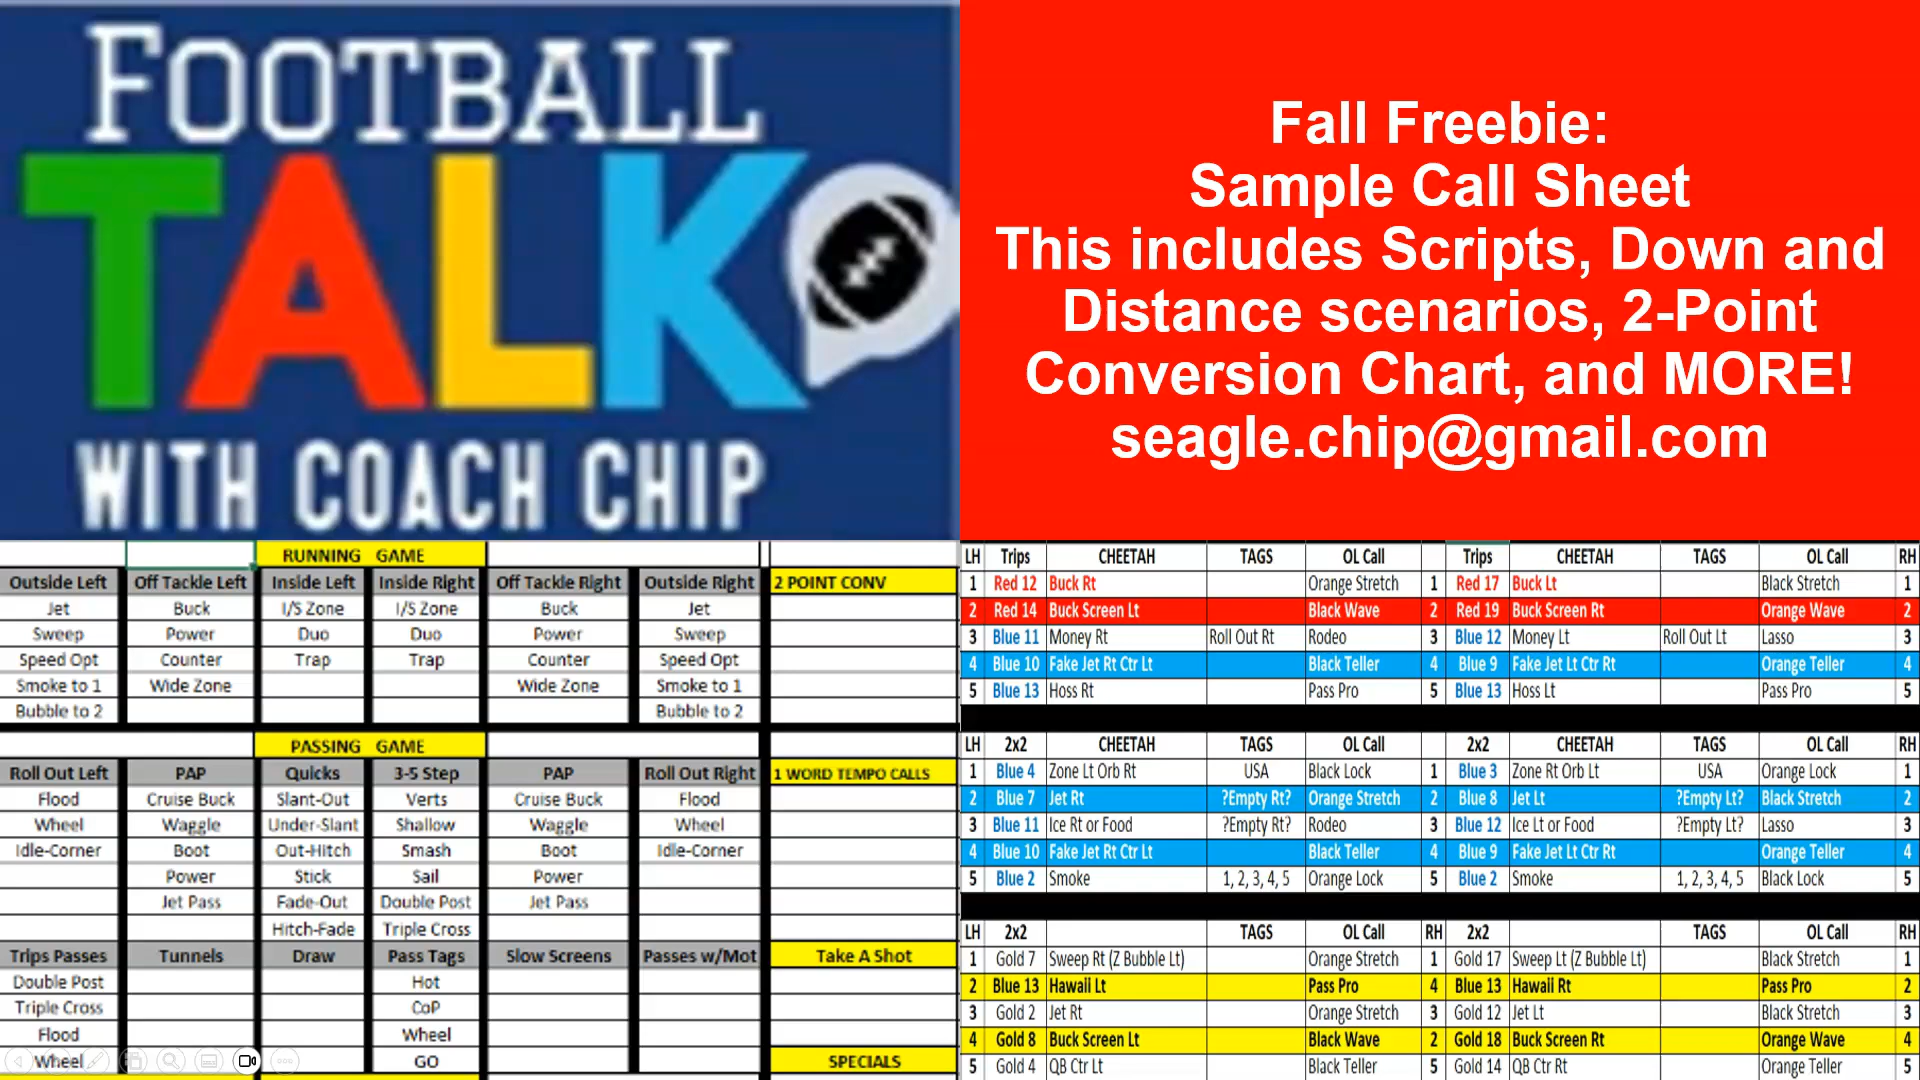 FOOTBALL
TALK
WITH COACH CHIP
Fall Freebie:
Sample Call Sheet
This includes Scripts, Down and
Distance scenarios, 2-Point
Conversion Chart, and MORE!
seagle.chip@gmail.com
RUNNING GAME
Outside Left Off Tackle Left Inside Left Inside Right Off Tackle Right Outside Right 2 POINT CONV
Jet Buck I/S Zone I/S Zone Buck Jet
Sweep Power Duo Duo Power Sweep
Speed Opt Counter Trap Trap Counter Speed Opt
Smoke to 1 Wide Zone Wide Zone Smoke to 1
Bubble to 2 Bubble to 2
PASSING GAME
Roll Out Left PAP Quicks 3-5 Step PAP Roll Out Right 1 WORD TEMPO CALLS
Flood Cruise Buck Slant-Out Verts Cruise Buck Flood
Wheel Waggle Under-Slant Shallow Waggle Wheel
Idle-Corner Boot Out-Hitch Smash Boot Idle-Corner
Power Stick Sail Power
Jet Pass Fade-Out Double Post Jet Pass
Hitch-Fade Triple Cross
Trips Passes Tunnels Draw Pass Tags Slow Screens Passes w/Mot Take A Shot
Double Post Hot
Triple Cross CoP
Flood Wheel
Wheel GO SPECIALS
LH Trips CHEETAH TAGS OL Call Trips CHEETAH TAGS OL Call RH
1 Red 12 Buck Rt Orange Stretch 1 Red 17 Buck Lt Black Stretch 1
2 Red 14 Buck Screen Lt Black Wave 2 Red 19 Buck Screen Rt Orange Wave 2
3 Blue 11 Money Rt Roll Out Rt Rodeo 3 Blue 12 Money Lt Roll Out Lt Lasso 3
4 Blue 10 Fake Jet Rt Ctr Lt Black Teller 4 Blue 9 Fake Jet Lt Ctr Rt Orange Teller 4
5 Blue 13 Hoss Rt Pass Pro 5 Blue 13 Hoss Lt Pass Pro 5
LH 2x2 CHEETAH TAGS OL Call 2x2 CHEETAH TAGS OL Call RH
1 Blue 4 Zone Lt Orb Rt USA Black Lock 1 Blue 3 Zone Rt Orb Lt USA Orange Lock 1
2 Blue 7 Jet Rt ?Empty Rt? Orange Stretch 2 Blue 8 Jet Lt ?Empty Lt? Black Stretch 2
3 Blue 11 Ice Rt or Food ?Empty Rt? Rodeo 3 Blue 12 Ice Lt or Food ?Empty Lt? Lasso 3
4 Blue 10 Fake Jet Rt Ctr Lt Black Teller 4 Blue 9 Fake Jet Lt Ctr Rt Orange Teller 4
5 Blue 2 Smoke 1, 2, 3, 4, 5 Orange Lock 5 Blue 2 Smoke 1, 2, 3, 4, 5 Black Lock 5
LH 2x2 TAGS OL Call RH 2x2 TAGS OL Call RH
1 Gold 7 Sweep Rt (Z Bubble Lt) Orange Stretch 1 Gold 17 Sweep Lt (Z Bubble Lt) Black Stretch 1
2 Blue 13 Hawaii Lt Pass Pro 4 Blue 13 Hawaii Rt Pass Pro 2
3 Gold 2 Jet Rt Orange Stretch 3 Gold 12 Jet Lt Black Stretch 3
4 Gold 8 Buck Screen Lt Black Wave 2 Gold 18 Buck Screen Rt Orange Wave 4
5 Gold 4 QB Ctr Lt Black Teller 5 Gold 14 QB Ctr Rt Orange Teller 5